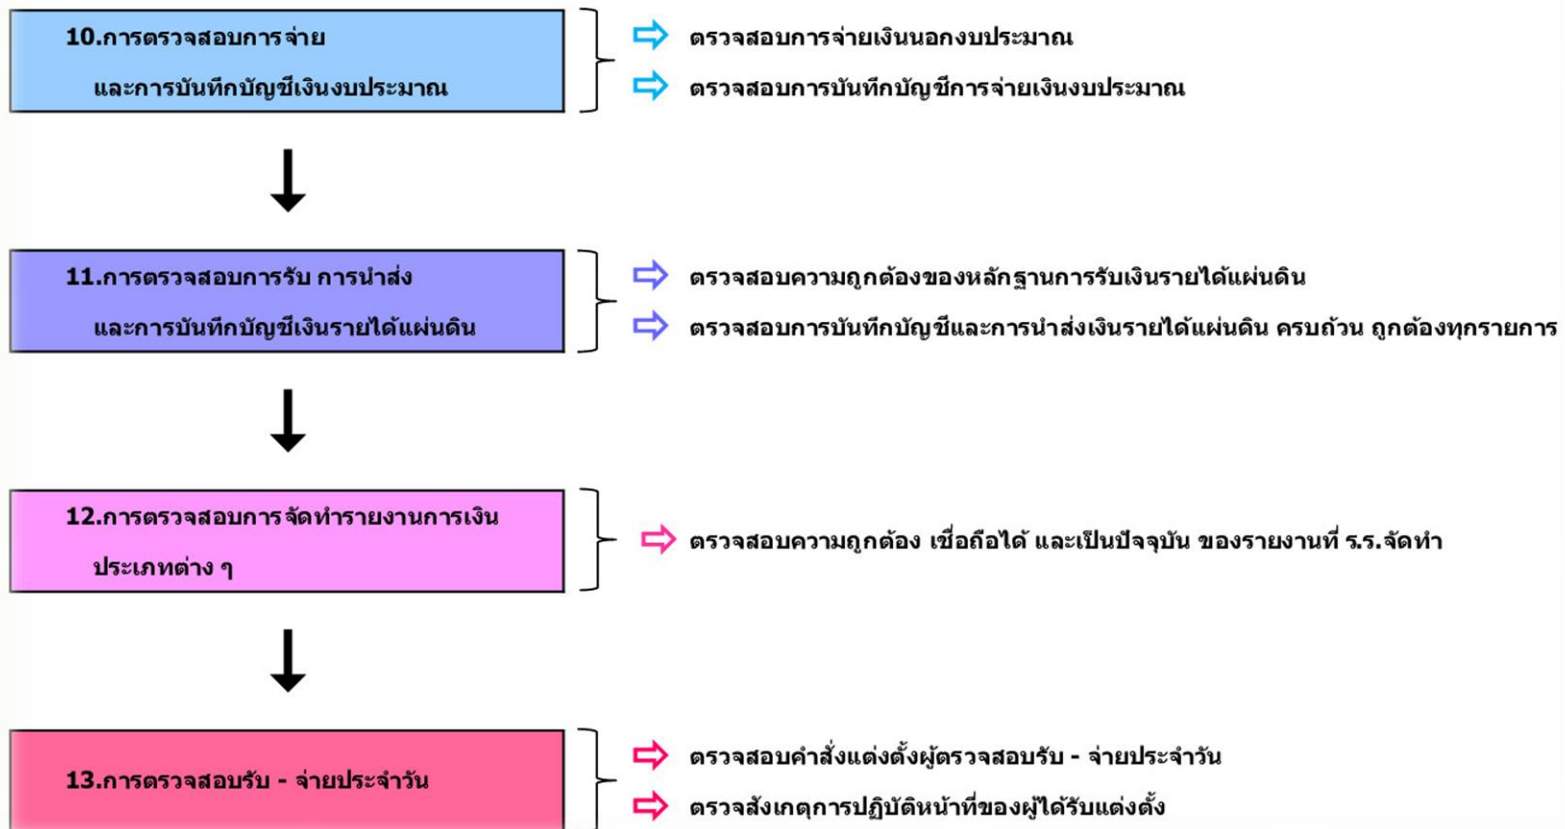 10.การตรวจสอบการจ่าย
และการบันทึกบัญชีเงินงบประมาณ
ตรวจสอบการจ่ายเงินนอกงบประมาณ
ตรวจสอบการบันทึกบัญชีการจ่ายเงินงบประมาณ
11.การตรวจสอบการรับ การนำส่ง
และการบันทึกบัญชีเงินรายได้แผ่นดิน
ตรวจสอบความถูกต้องของหลักฐานการรับเงินรายได้แผ่นดิน
ตรวจสอบการบันทึกบัญชีและการนำส่งเงินรายได้แผ่นดิน ครบถ้วน ถูกต้องทุกรายการ
12.การตรวจสอบการจัดทำรายงานการเงิน
ประเภทต่าง ๆ
ตรวจสอบความถูกต้อง เชื่อถือได้ และเป็นปัจจุบัน ของรายงานที่ ร.ร.จัดทำ
13.การตรวจสอบรับ - จ่ายประจำวัน
ตรวจสอบคำสั่งแต่งตั้งผู้ตรวจสอบรับ - จ่ายประจำวัน
ตรวจสังเกตุการปฏิบัติหน้าที่ของผู้ได้รับแต่งตั้ง